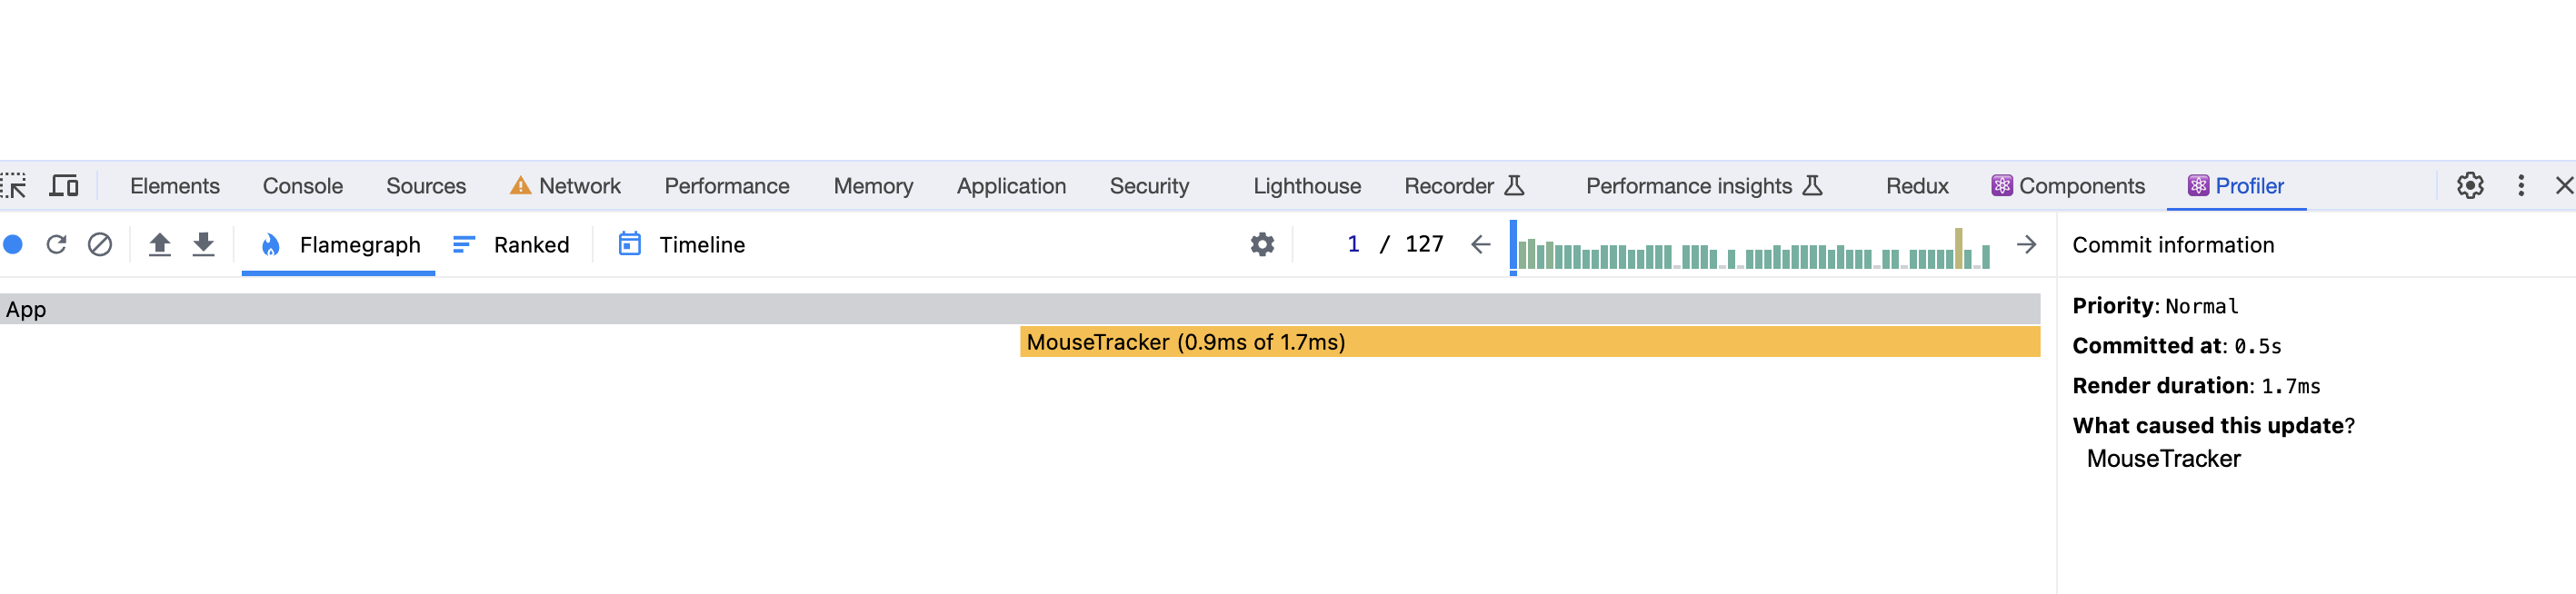 Elements Console Sources Network Performance Memory Application Security Lighthouse Recorder Performance insights Redux Components Profiler
Flamegraph Ranked Timeline 1 / 127 Commit information
App
MouseTracker (0.9ms of 1.7ms)
Priority: Normal
Committed at: 0.5s
Render duration: 1.7ms
What caused this update?
MouseTracker